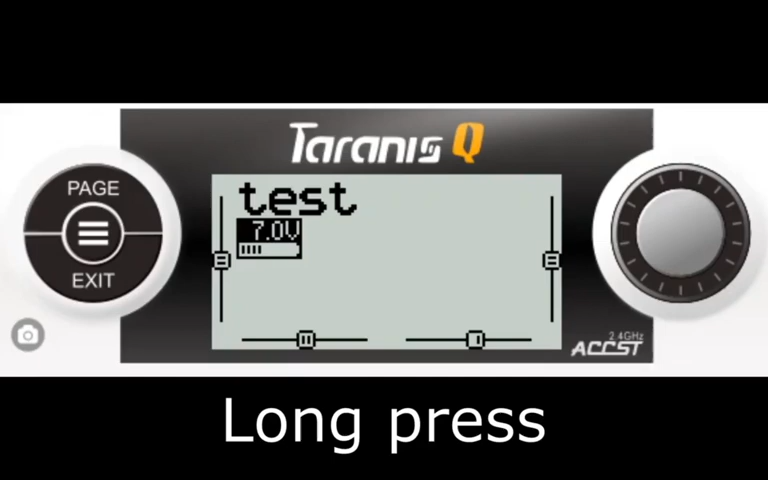 Taranis Q
PAGE
test
7.0V
EXIT
2.4GHz
ACCST
Long press